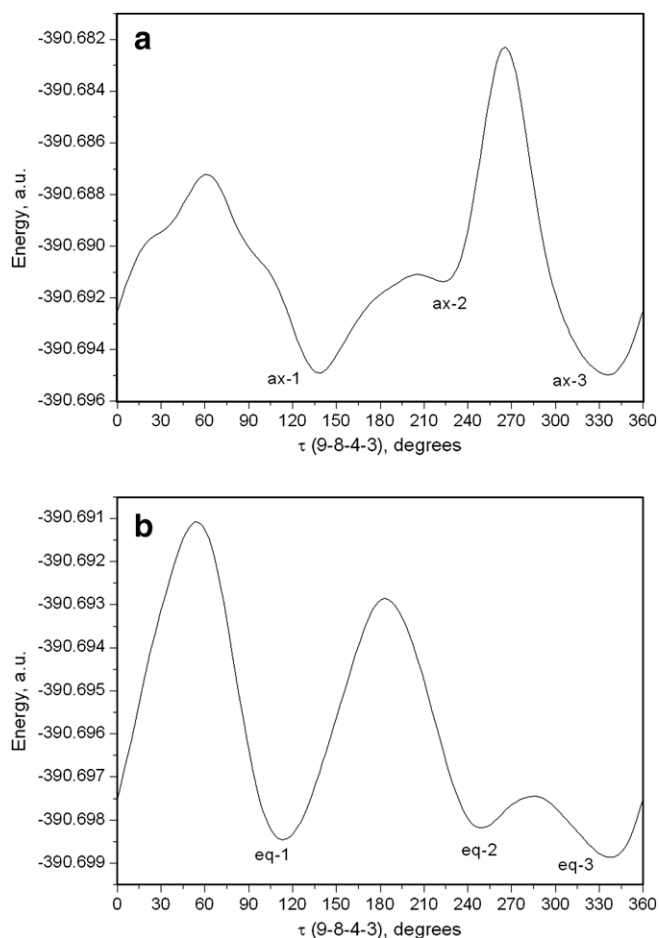 a
-390.682
-390.684
-390.686
-390.688
-390.690
-390.692
-390.694
-390.696
Energy, a.u.
ax-1
ax-2
ax-3
0 30 60 90 120 150 180 210 240 270 300 330 360
τ (9-8-4-3), degrees
b
-390.691
-390.692
-390.693
-390.694
-390.695
-390.696
-390.697
-390.698
-390.699
Energy, a.u.
eq-1
eq-2
eq-3
0 30 60 90 120 150 180 210 240 270 300 330 360
τ (9-8-4-3), degrees